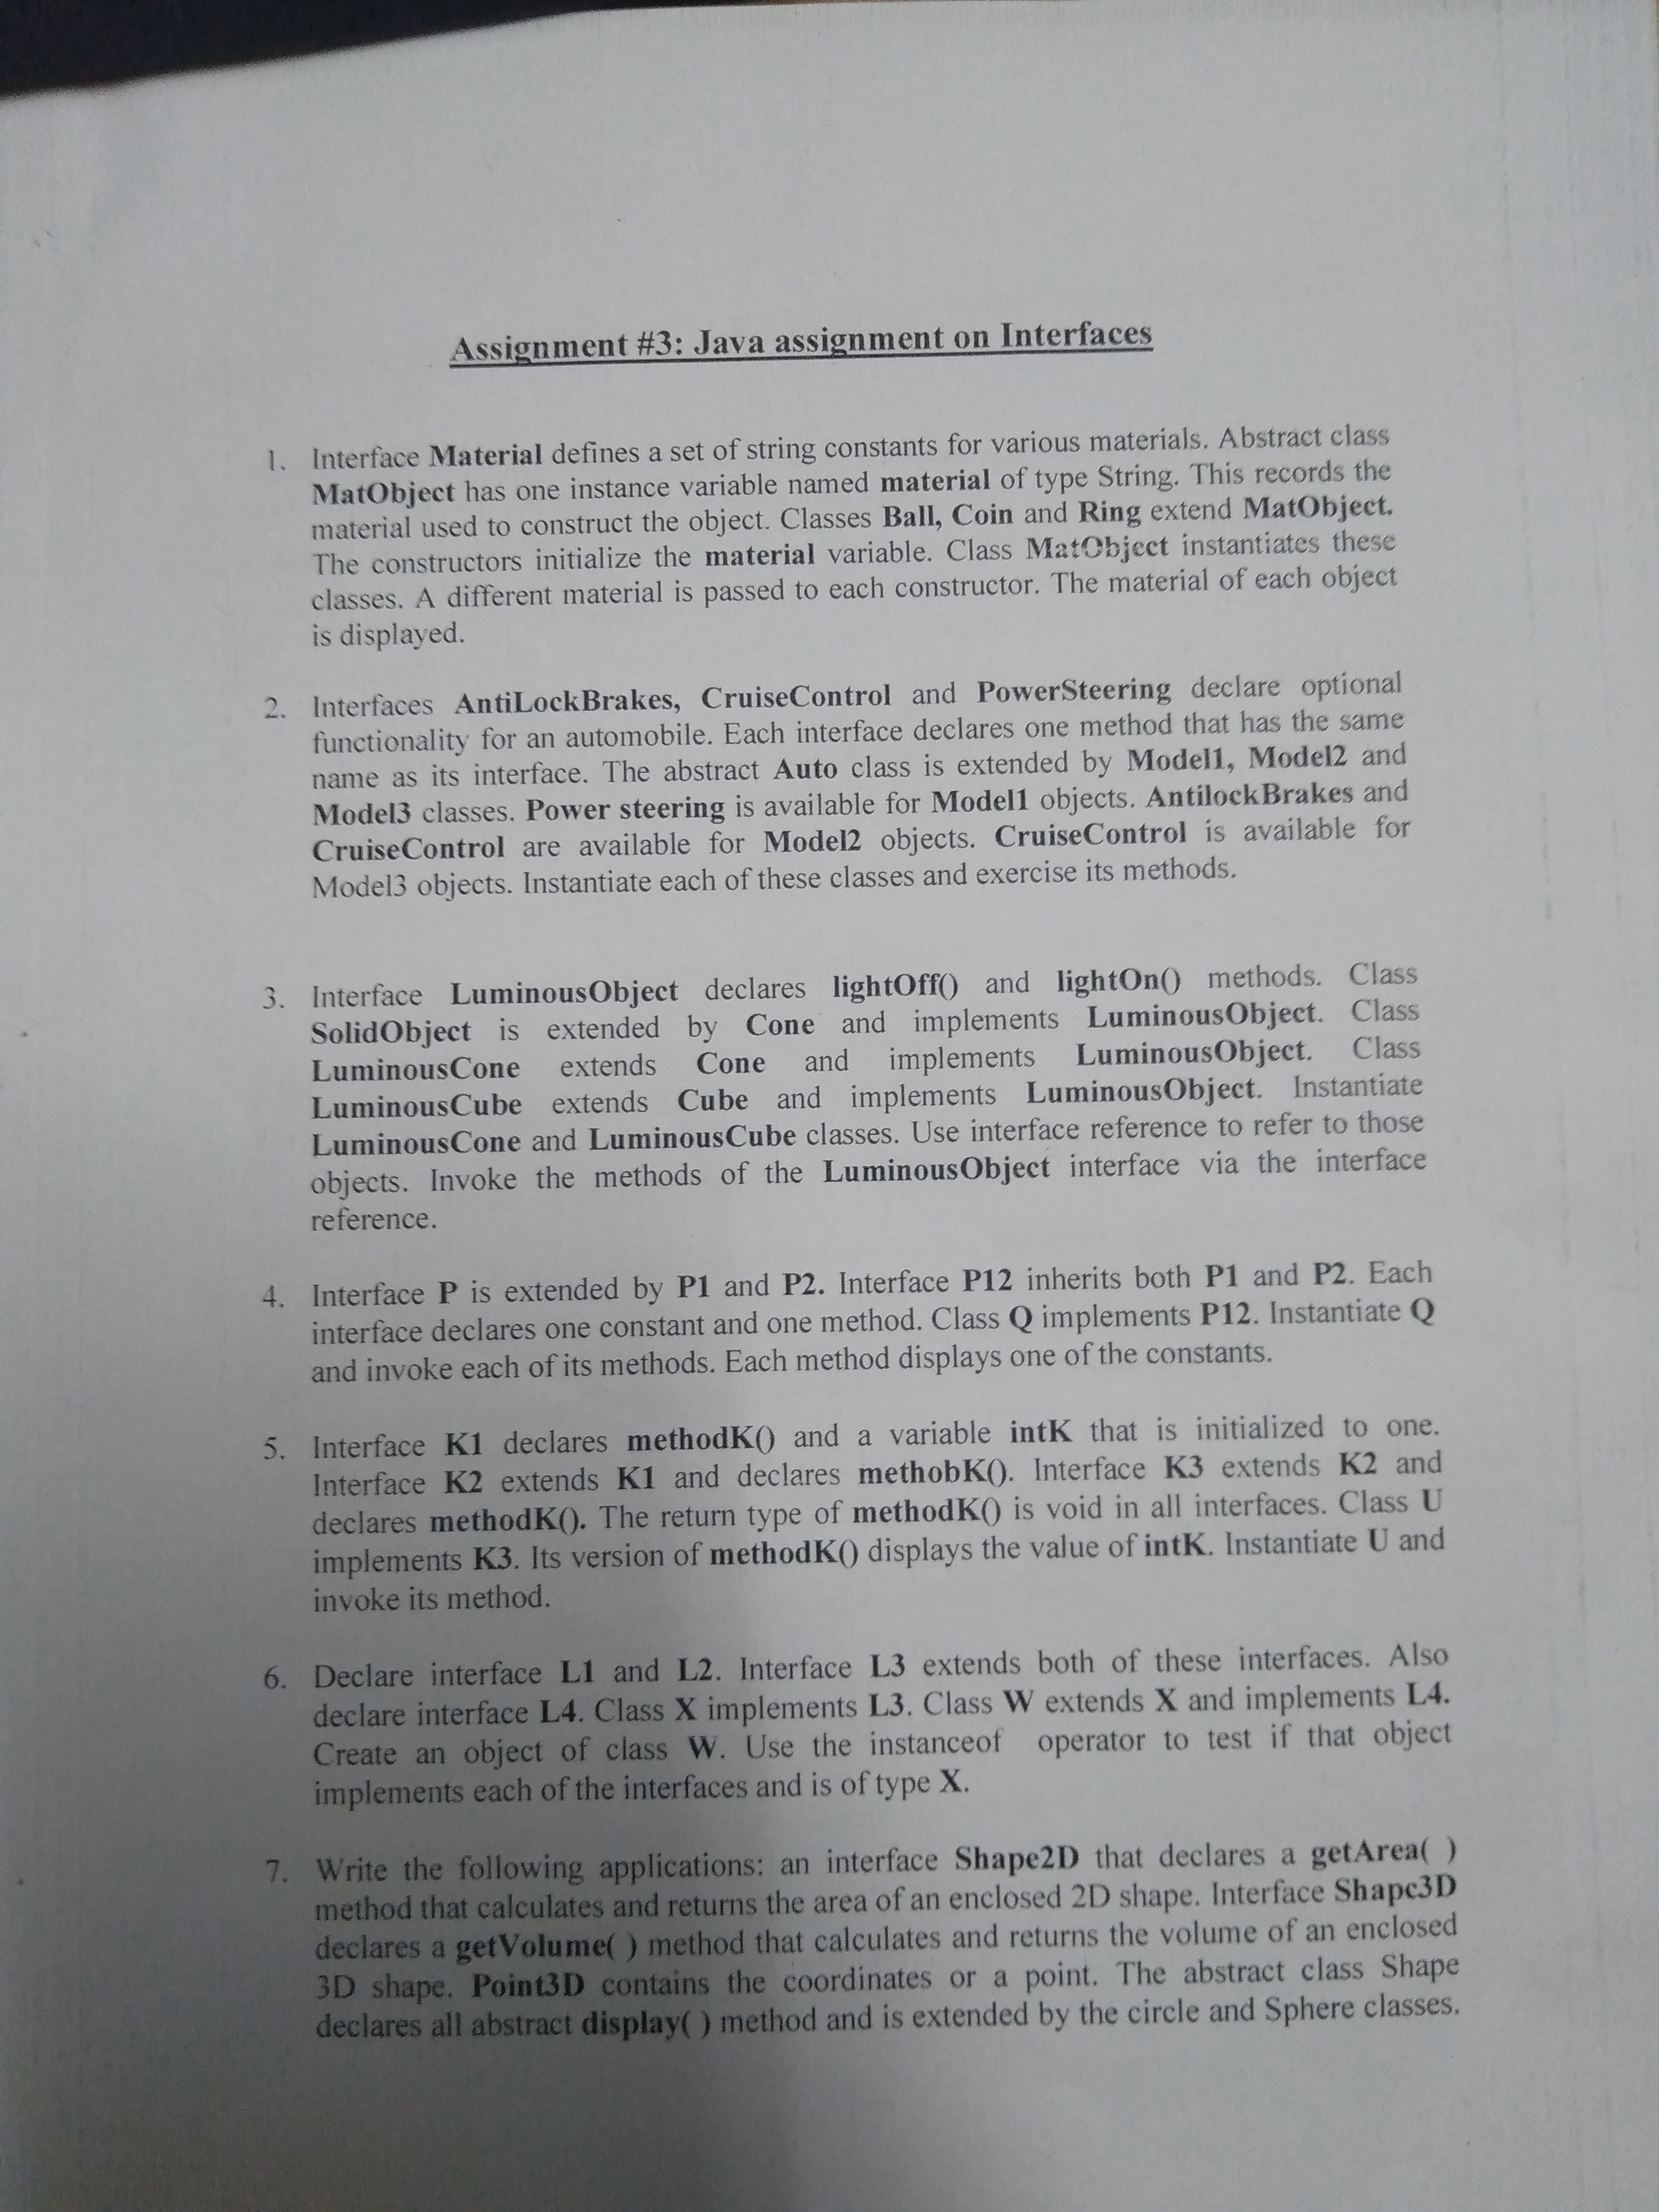 Assignment #3: Java assignment on Interfaces
1. Interface Material defines a set of string constants for various materials. Abstract class
MatObject has one instance variable named material of type String. This records the
material used to construct the object. Classes Ball, Coin and Ring extend MatObject.
The constructors initialize the material variable. Class MatObject instantiates these
classes. A different material is passed to each constructor. The material of each object
is displayed.
2. Interfaces AntiLockBrakes, CruiseControl and PowerSteering declare optional
functionality for an automobile. Each interface declares one method that has the same
name as its interface. The abstract Auto class is extended by Model1, Model2 and
Model3 classes. Power steering is available for Model1 objects. AntilockBrakes and
CruiseControl are available for Model2 objects. CruiseControl is available for
Model3 objects. Instantiate each of these classes and exercise its methods.
3. Interface LuminousObject declares lightOff() and lightOn() methods. Class
SolidObject is extended by Cone and implements LuminousObject. Class
LuminousCone extends Cone and implements LuminousObject. Class
LuminousCube extends Cube and implements LuminousObject. Instantiate
LuminousCone and LuminousCube classes. Use interface reference to refer to those
objects. Invoke the methods of the LuminousObject interface via the interface
reference.
4. Interface P is extended by P1 and P2. Interface P12 inherits both P1 and P2. Each
interface declares one constant and one method. Class Q implements P12. Instantiate Q
and invoke each of its methods. Each method displays one of the constants.
5. Interface K1 declares methodK() and a variable intK that is initialized to one.
Interface K2 extends K1 and declares methobK(). Interface K3 extends K2 and
declares methodK(). The return type of methodK() is void in all interfaces. Class U
implements K3. Its version of methodK() displays the value of intK. Instantiate U and
invoke its method.
6. Declare interface L1 and L2. Interface L3 extends both of these interfaces. Also
declare interface L4. Class X implements L3. Class W extends X and implements L4.
Create an object of class W. Use the instanceof operator to test if that object
implements each of the interfaces and is of type X.
7. Write the following applications: an interface Shape2D that declares a getArea( )
method that calculates and returns the area of an enclosed 2D shape. Interface Shape3D
declares a getVolume( ) method that calculates and returns the volume of an enclosed
3D shape. Point3D contains the coordinates or a point. The abstract class Shape
declares all abstract display( ) method and is extended by the circle and Sphere classes.